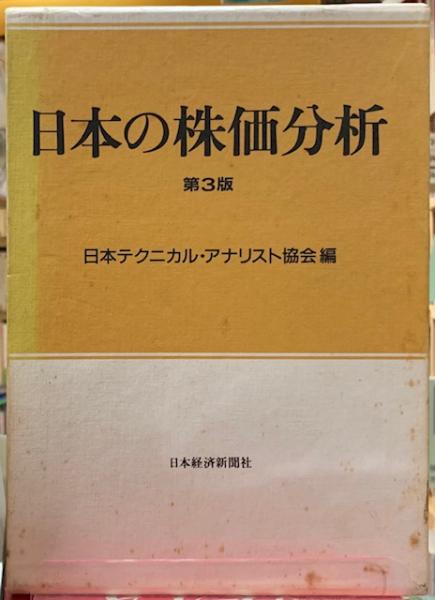 日本の株価分析
第3版
日本テクニカル・アナリスト協会編
日本経済新聞社